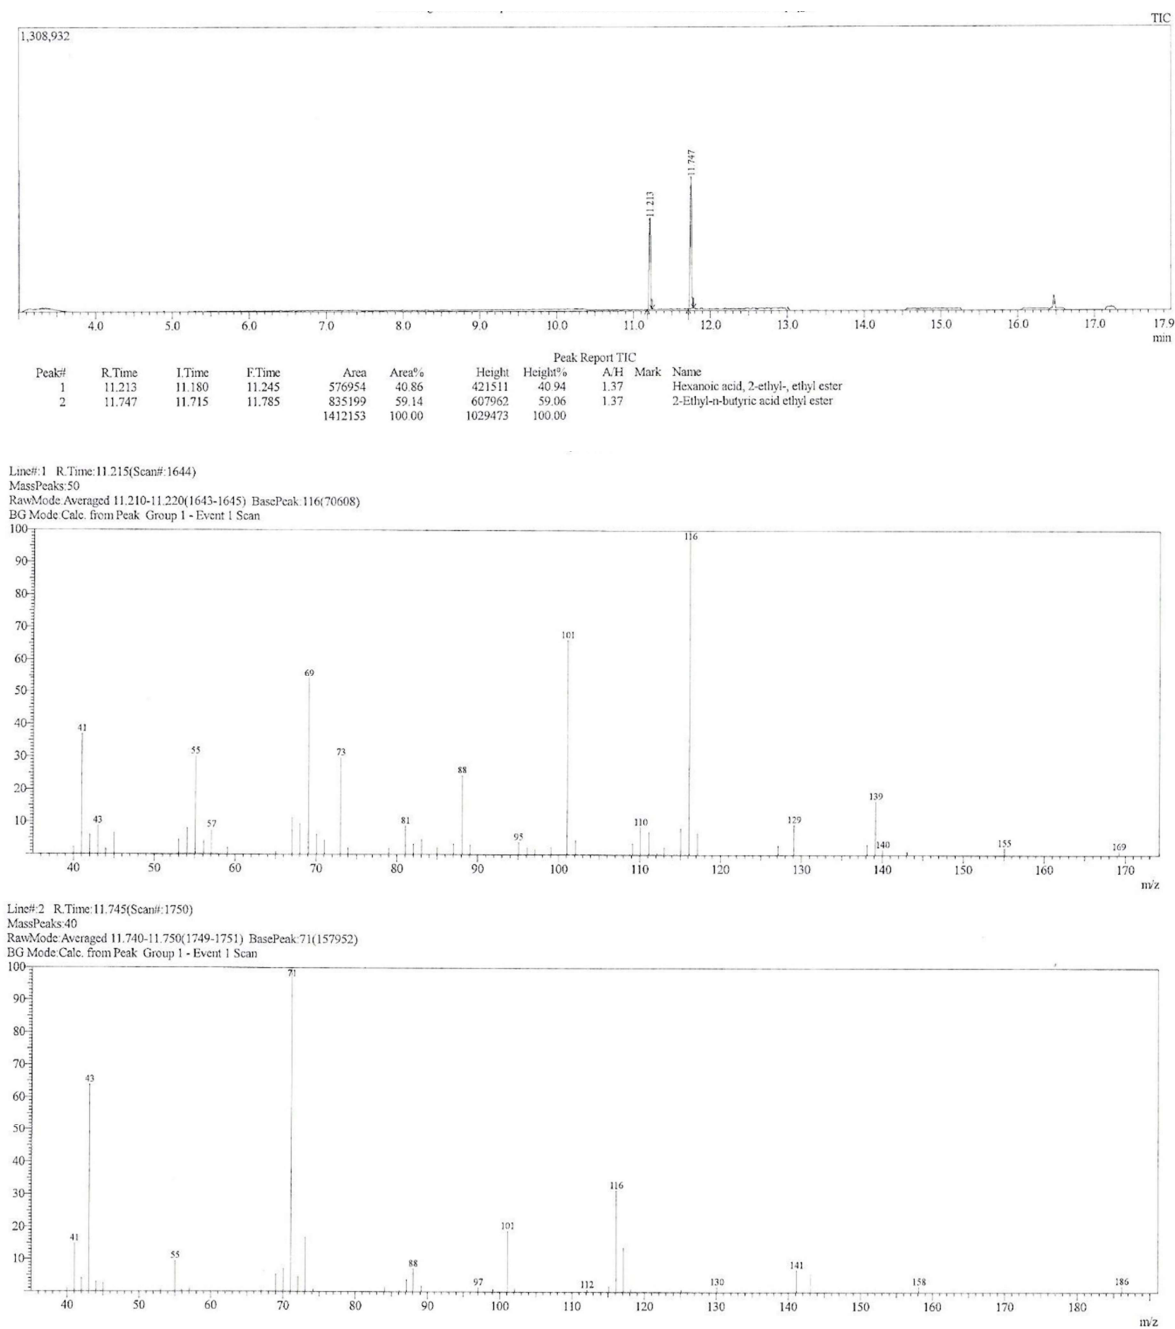 TIC
1,308,932
11.213
11.747
4.0 5.0 6.0 7.0 8.0 9.0 10.0 11.0 12.0 13.0 14.0 15.0 16.0 17.0 17.9
min
Peak Report TIC
Peak# R.Time I.Time F.Time Area Area% Height Height% A/H Mark Name
1 11.213 11.180 11.245 576954 40.86 421511 40.94 1.37 Hexanoic acid, 2-ethyl-, ethyl ester
2 11.747 11.715 11.785 835199 59.14 607962 59.06 1.37 2-Ethyl-n-butyric acid ethyl ester
1412153 100.00 1029473 100.00
Line#:1 R.Time:11.215(Scan#:1644)
MassPeaks:50
RawMode:Averaged 11.210-11.220(1643-1645) BasePeak:116(70608)
BG Mode:Calc. from Peak Group 1 - Event 1 Scan
100
116
90
80
70
101
60
69
50
40
41
30
55 73
88
20
139
10
43 57 81 95 110 129 140 155 169
40 50 60 70 80 90 100 110 120 130 140 150 160 170
m/z
Line#:2 R.Time:11.745(Scan#:1750)
MassPeaks:40
RawMode:Averaged 11.740-11.750(1749-1751) BasePeak:71(157952)
BG Mode:Calc. from Peak Group 1 - Event 1 Scan
100
71
90
80
70
43
60
50
40
30
116
20
101
41
10
55 88 97 112 130 141 158 186
40 50 60 70 80 90 100 110 120 130 140 150 160 170 180
m/z